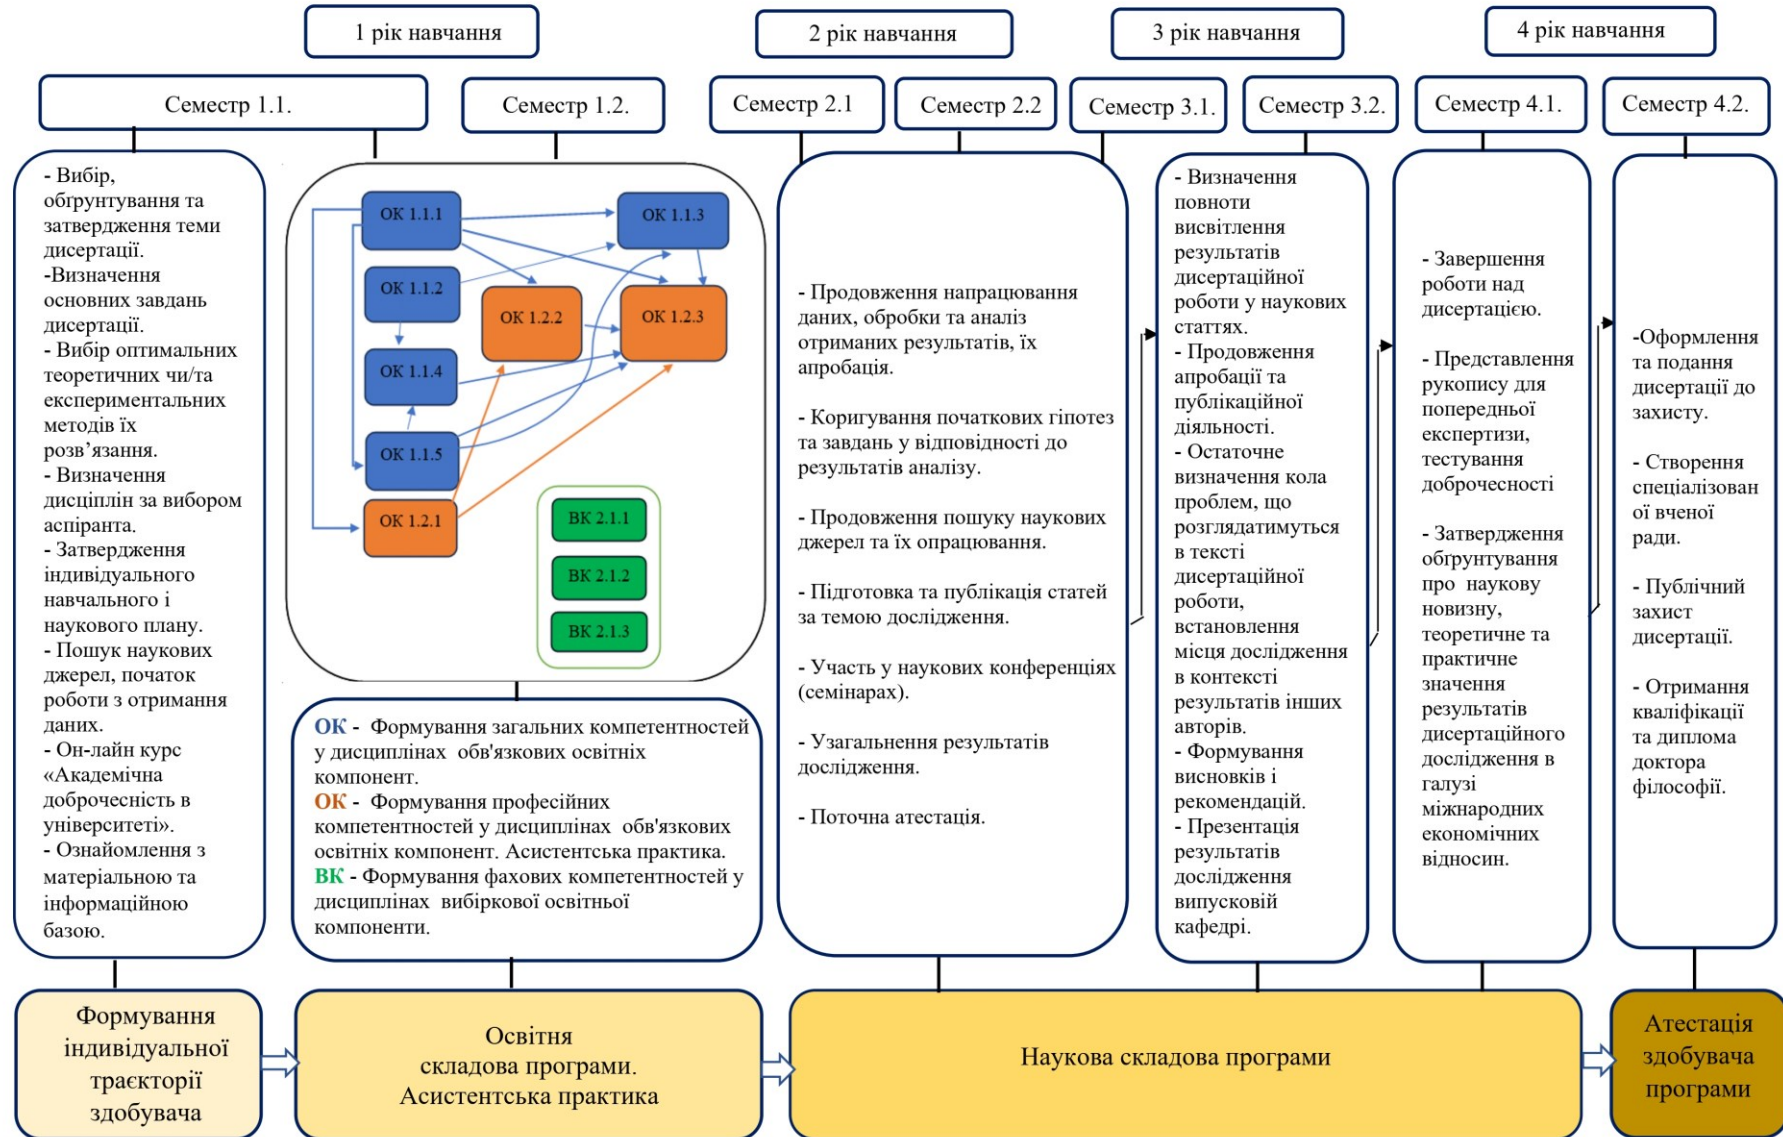 1 рік навчання
2 рік навчання
3 рік навчання
4 рік навчання
Семестр 1.1.
Семестр 1.2.
Семестр 2.1
Семестр 2.2
Семестр 3.1.
Семестр 3.2.
Семестр 4.1.
Семестр 4.2.
- Вибір,
обґрунтування та
затвердження теми
дисертації.
-Визначення
основних завдань
дисертації.
- Вибір оптимальних
теоретичних чи/та
експериментальних
методів їх
розв’язання.
- Визначення
дисціплін за вибором
аспіранта.
- Затвердження
індивідуального
навчального і
наукового плану.
- Пошук наукових
джерел, початок
роботи з отримання
даних.
- Он-лайн курс
«Академічна
доброчесність в
університеті».
- Ознайомлення з
матеріальною та
інформаційною
базою.
ОК 1.1.1
ОК 1.1.3
ОК 1.1.2
ОК 1.2.2
ОК 1.2.3
ОК 1.1.4
ОК 1.1.5
ОК 1.2.1
ВК 2.1.1
ВК 2.1.2
ВК 2.1.3
ОК - Формування загальних компетентностей
у дисциплінах обв'язкових освітніх
компонент.
ОК - Формування професійних
компетентностей у дисциплінах обв'язкових
освітніх компонент. Асистентська практика.
ВК - Формування фахових компетентностей у
дисциплінах вибіркової освітньої
компоненти.
- Продовження напрацювання
даних, обробки та аналіз
отриманих результатів, їх
апробація.
- Коригування початкових гіпотез
та завдань у відповідності до
результатів аналізу.
- Продовження пошуку наукових
джерел та їх опрацювання.
- Підготовка та публікація статей
за темою дослідження.
- Участь у наукових конференціях
(семінарах).
- Узагальнення результатів
дослідження.
- Поточна атестація.
- Визначення
повноти
висвітлення
результатів
дисертаційної
роботи у наукових
статтях.
- Продовження
апробації та
публікаційної
діяльності.
- Остаточне
визначення кола
проблем, що
розглядатимуться
в тексті
дисертаційної
роботи,
встановлення
місця дослідження
в контексті
результатів інших
авторів.
- Формування
висновків і
рекомендацій.
- Презентація
результатів
дослідження
випусковій
кафедрі.
- Завершення
роботи над
дисертацією.
- Представлення
рукопису для
попередньої
експертизи,
тестування
доброчесності
- Затвердження
обґрунтування
про наукову
новизну,
теоретичне та
практичне
значення
результатів
дисертаційного
дослідження в
галузі
міжнародних
економічних
відносин.
-Оформлення
та подання
дисертації до
захисту.
- Створення
спеціалізован
ої вченої
ради.
- Публічний
захист
дисертації.
- Отримання
кваліфікації
та диплома
доктора
філософії.
Формування
індивідуальної
траєкторії
здобувача
Освітня
складова програми.
Асистентська практика
Наукова складова програми
Атестація
здобувача
програми